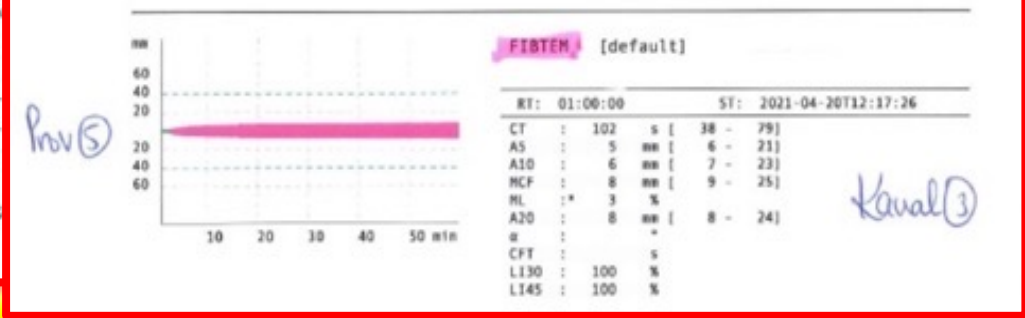 mm
FIBTEM [default]
60
40
20
20
40
60
10 20 30 40 50 min
Prov 5
RT: 01:00:00 ST: 2021-04-20T12:17:26
CT : 102 s [ 38 - 79]
A5 : 5 mm [ 6 - 21]
A10 : 6 mm [ 7 - 23]
MCF : 8 mm [ 9 - 25]
ML :* 3 %
A20 : 8 mm [ 8 - 24]
α : °
CFT : s
LI30 : 100 %
LI45 : 100 %
Kanal 3